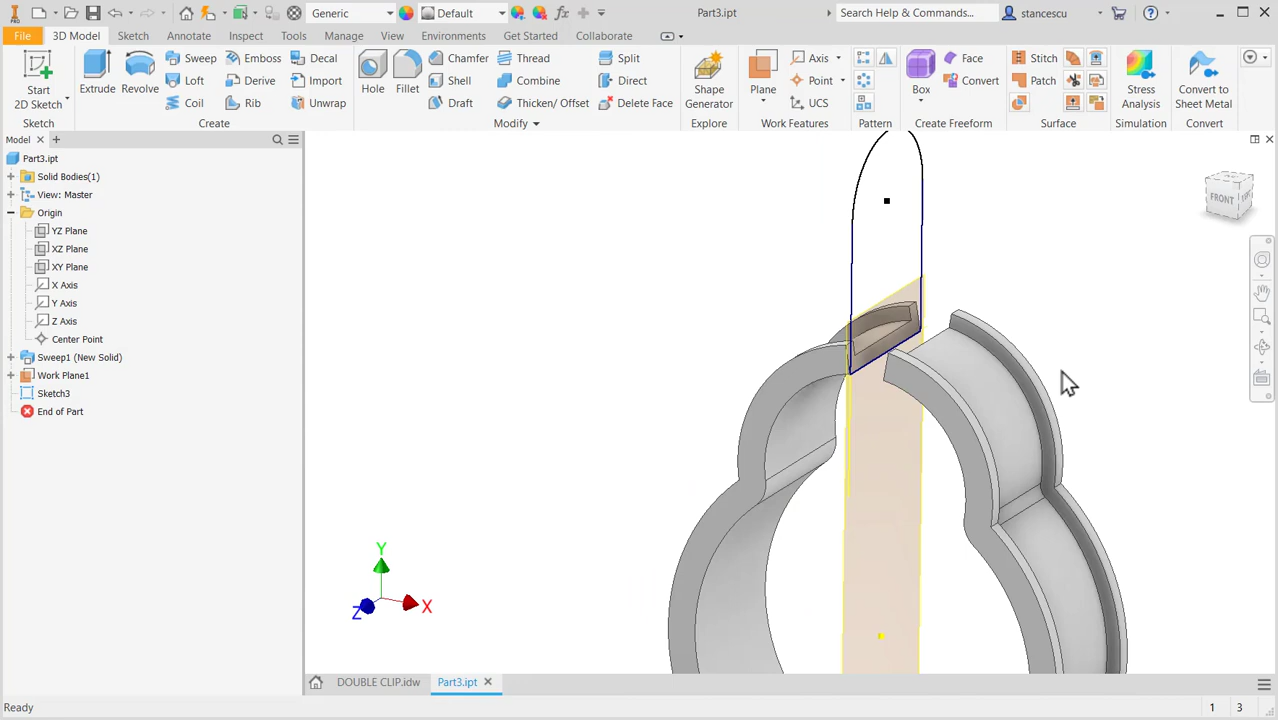 Generic
Default
Part3.ipt
Search Help & Commands...
stancescu
File
3D Model
Sketch
Annotate
Inspect
Tools
Manage
View
Environments
Get Started
Collaborate
Start
2D Sketch
Sketch
Extrude
Revolve
Sweep
Loft
Coil
Emboss
Derive
Rib
Decal
Import
Unwrap
Create
Hole
Fillet
Chamfer
Shell
Draft
Thread
Combine
Thicken/ Offset
Split
Direct
Delete Face
Modify
Shape
Generator
Explore
Plane
Axis
Point
UCS
Work Features
Pattern
Box
Face
Convert
Create Freeform
Stitch
Patch
Surface
Stress
Analysis
Simulation
Convert to
Sheet Metal
Convert
Model
Part3.ipt
Solid Bodies(1)
View: Master
Origin
YZ Plane
XZ Plane
XY Plane
X Axis
Y Axis
Z Axis
Center Point
Sweep1 (New Solid)
Work Plane1
Sketch3
End of Part
FRONT
Y
Z
X
DOUBLE CLIP.idw
Part3.ipt
Ready
1
3